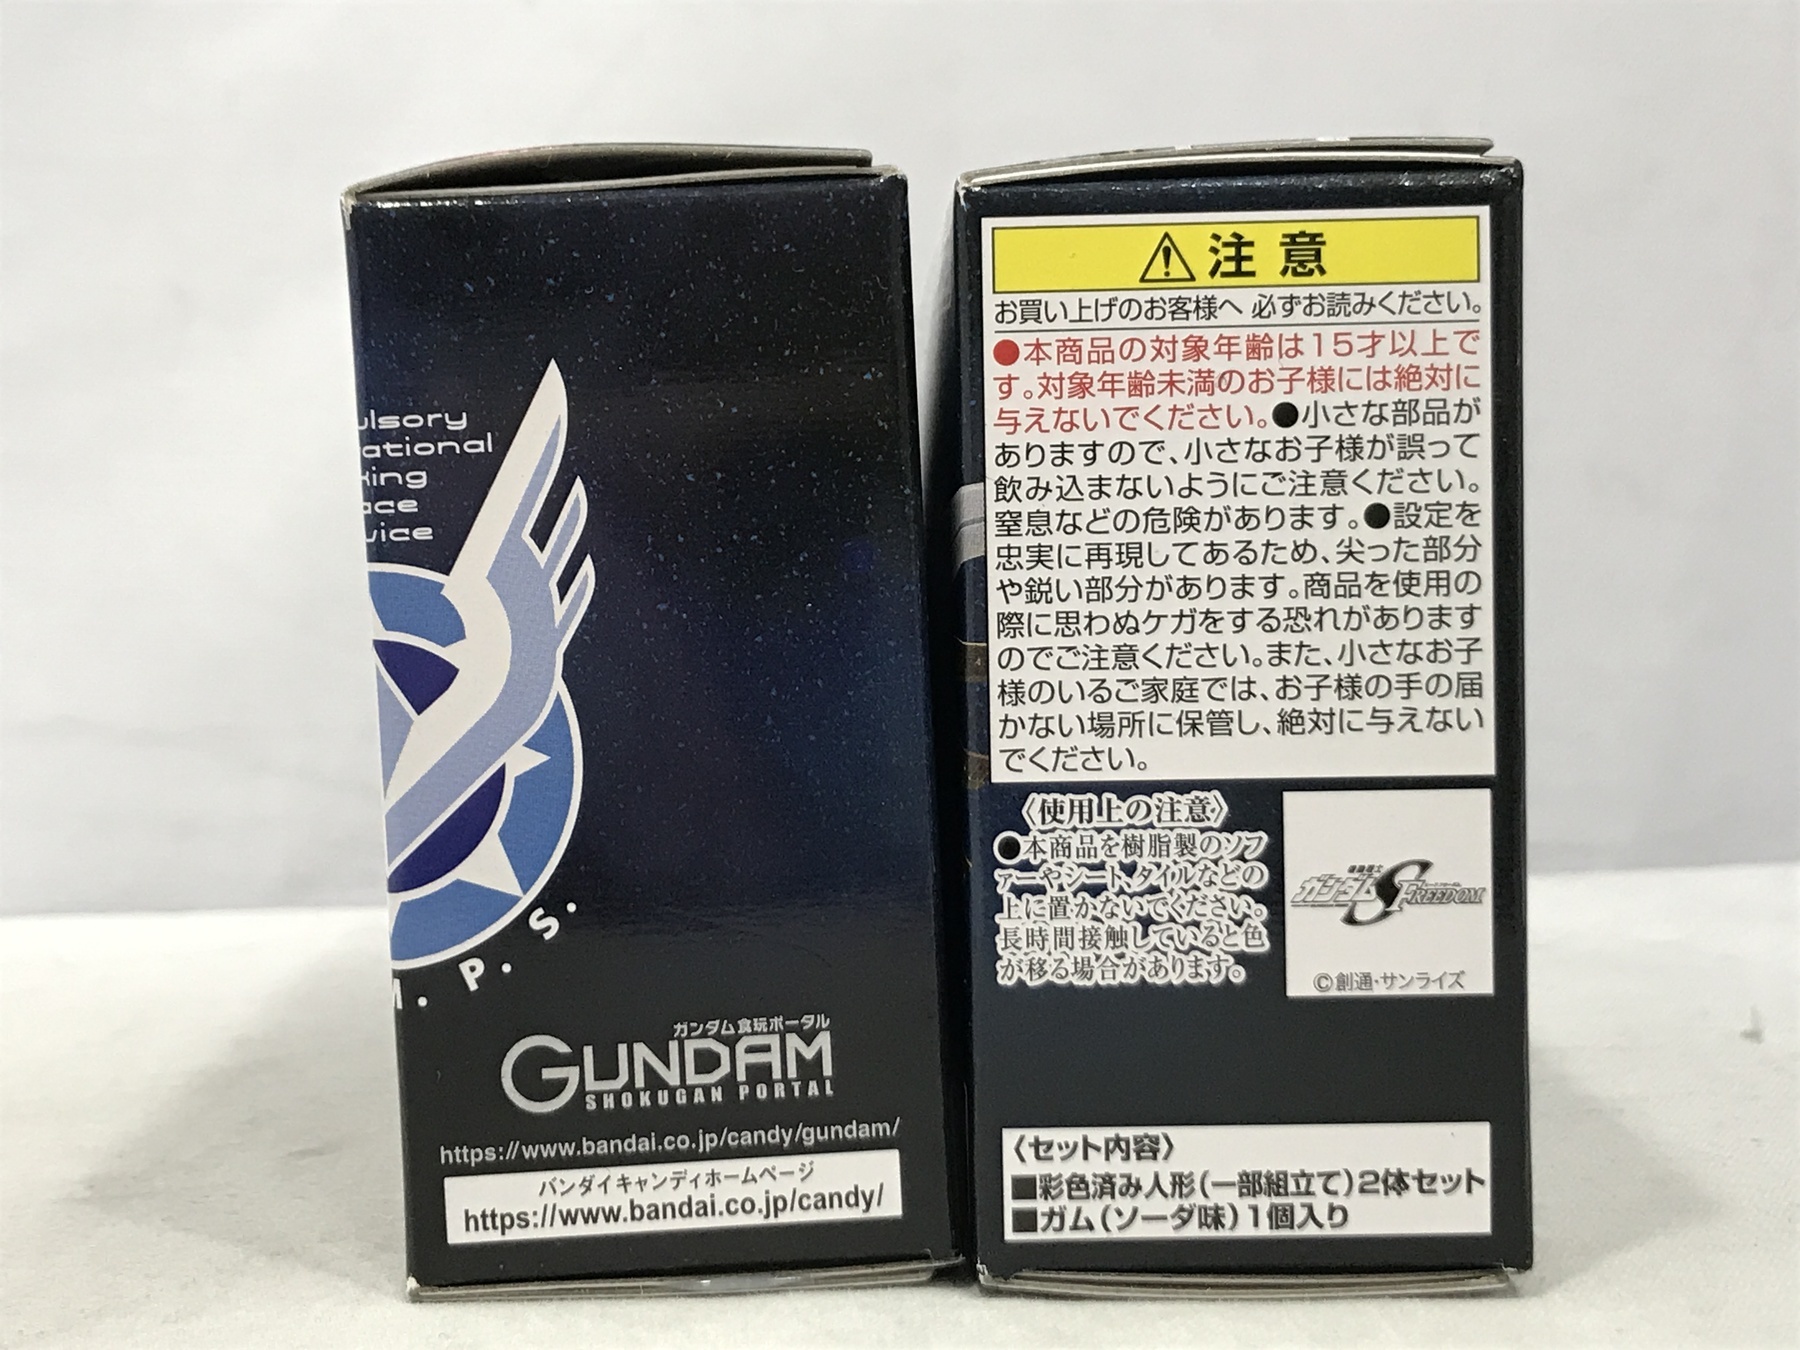 ulsory
ational
king
ace
vice
M. P. S.
ガンダム食玩ポータル
GUNDAM
SHOKUGAN PORTAL
https://www.bandai.co.jp/candy/gundam/
バンダイキャンディホームページ
https://www.bandai.co.jp/candy/
注意
お買い上げのお客様へ 必ずお読みください。
●本商品の対象年齢は15才以上で
す。対象年齢未満のお子様には絶対に
与えないでください。●小さな部品が
ありますので、小さなお子様が誤って
飲み込まないようにご注意ください。
窒息などの危険があります。●設定を
忠実に再現してあるため、尖った部分
や鋭い部分があります。商品を使用の
際に思わぬケガをする恐れがあります
のでご注意ください。また、小さなお子
様のいるご家庭では、お子様の手の届
かない場所に保管し、絶対に与えない
でください。
〈使用上の注意〉
●本商品を樹脂製のソフ
ァーやシート、タイルなどの
上に置かないでください。
長時間接触していると色
が移る場合があります。
機動戦士
ガンダムSEED FREEDOM
©創通・サンライズ
〈セット内容〉
■彩色済み人形(一部組立て)2体セット
■ガム(ソーダ味)1個入り